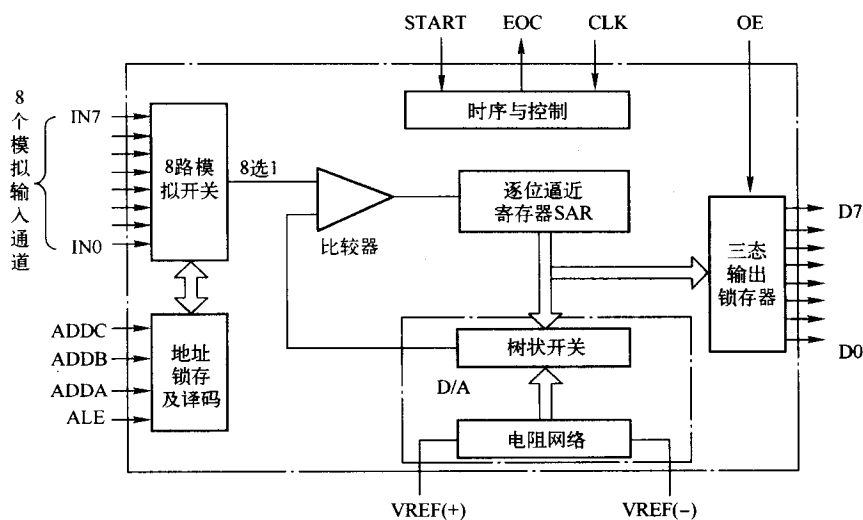 START
EOC
CLK
OE
时序与控制
8个模拟输入通道
IN7
IN0
8路模
拟开关
8选1
比较器
逐位逼近
寄存器SAR
三态
输出
锁存器
D7
D0
ADDC
ADDB
ADDA
ALE
地址
锁存
及译码
树状开关
D/A
电阻网络
VREF(+)
VREF(−)